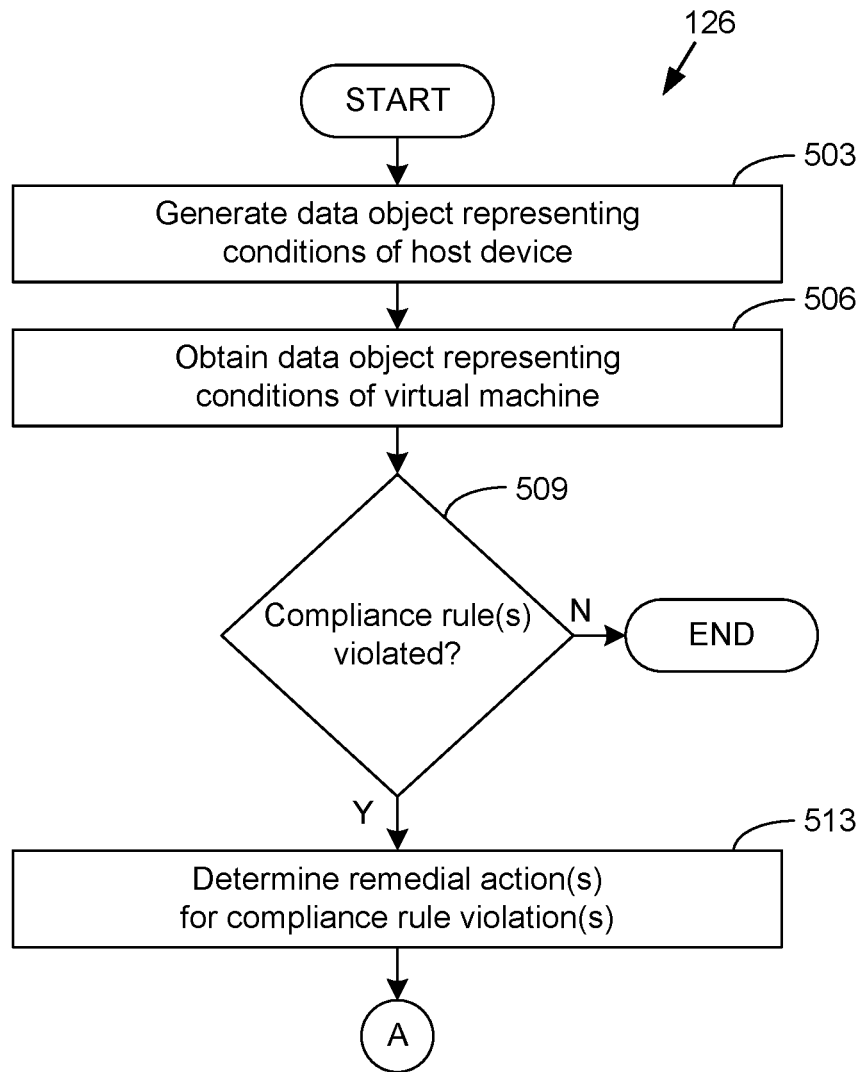 126
START
503
Generate data object representing
conditions of host device
506
Obtain data object representing
conditions of virtual machine
509
Compliance rule(s)
violated?
N
END
Y
513
Determine remedial action(s)
for compliance rule violation(s)
A